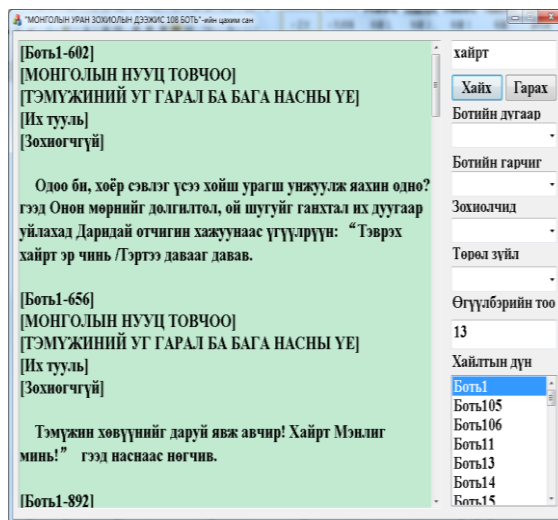 "МОНГОЛЫН УРАН ЗОХИОЛЫН ДЭЭЖИС 108 БОТЬ"-ийн цахим сан
[Боть1-602]
[МОНГОЛЫН НУУЦ ТОВЧОО]
[ТЭМҮЖИНИЙ УГ ГАРАЛ БА БАГА НАСНЫ ҮЕ]
[Их тууль]
[Зохиогчгүй]
Одоо би, хоёр сэвлэг үсээ хойш урагш унжуулж яахин одно?
гээд Онон мөрнийг долгилтол, ой шугуйг ганхтал их дуугаар
уйлахад Даридай отчигин хажуунаас үгүүлрүүн: “Тэврэх
хайрт эр чинь /Тэртээ давааг давав.
[Боть1-656]
[МОНГОЛЫН НУУЦ ТОВЧОО]
[ТЭМҮЖИНИЙ УГ ГАРАЛ БА БАГА НАСНЫ ҮЕ]
[Их тууль]
[Зохиогчгүй]
Тэмүжин хөвүүнийг даруй явж авчир! Хайрт Мэнлиг
минь!” гээд наснаас нөгчив.
[Боть1-892]
хайрт
Хайх Гарах
Ботийн дугаар
Ботийн гарчиг
Зохиолчид
Төрөл зүйл
Өгүүлбэрийн тоо
13
Хайлтын дүн
Боть1
Боть105
Боть106
Боть11
Боть13
Боть14
Боть15